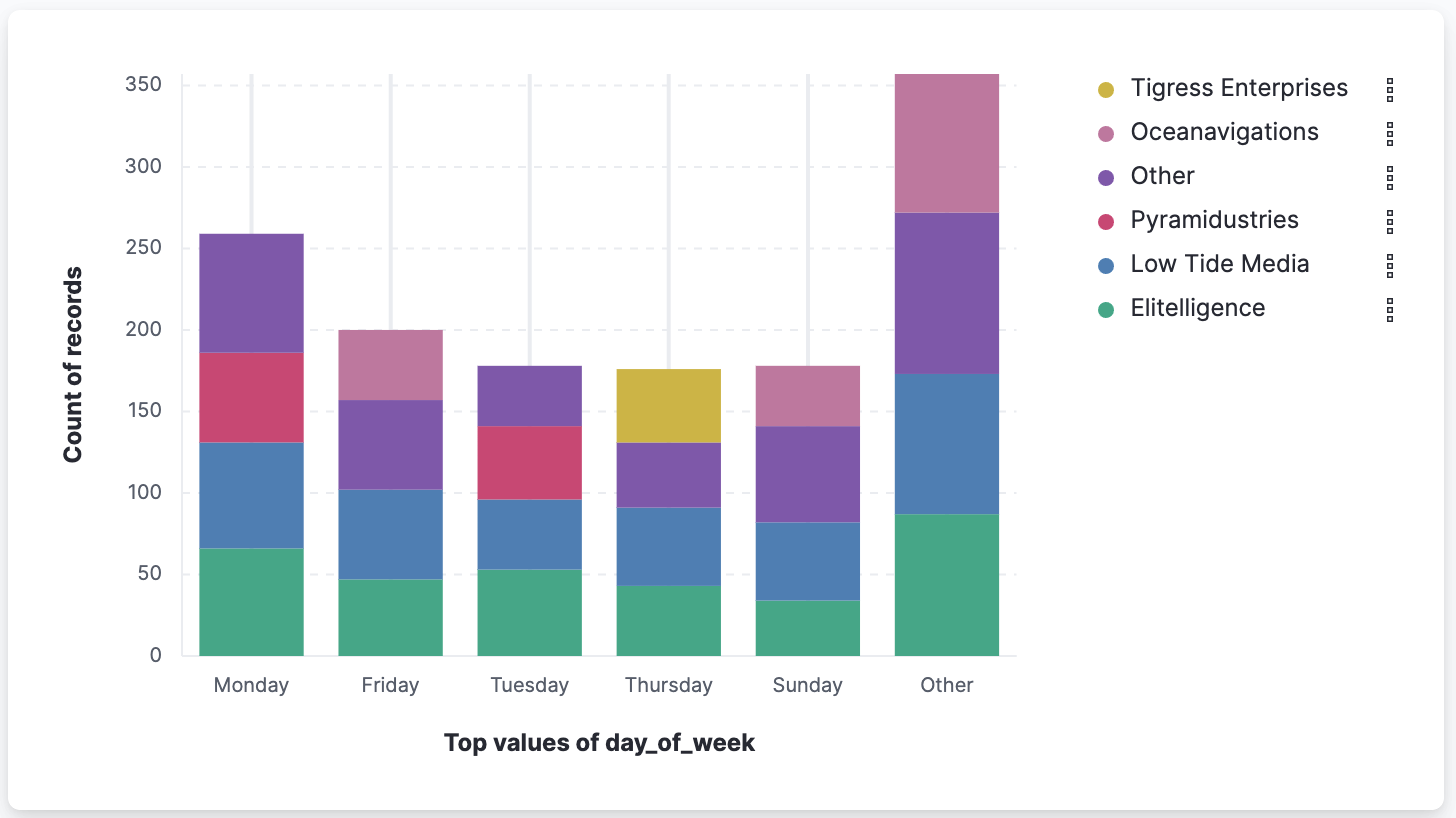 350
300
250
200
150
100
50
0
Count of records
Monday
Friday
Tuesday
Thursday
Sunday
Other
Top values of day_of_week
Tigress Enterprises
Oceanavigations
Other
Pyramidustries
Low Tide Media
Elitelligence